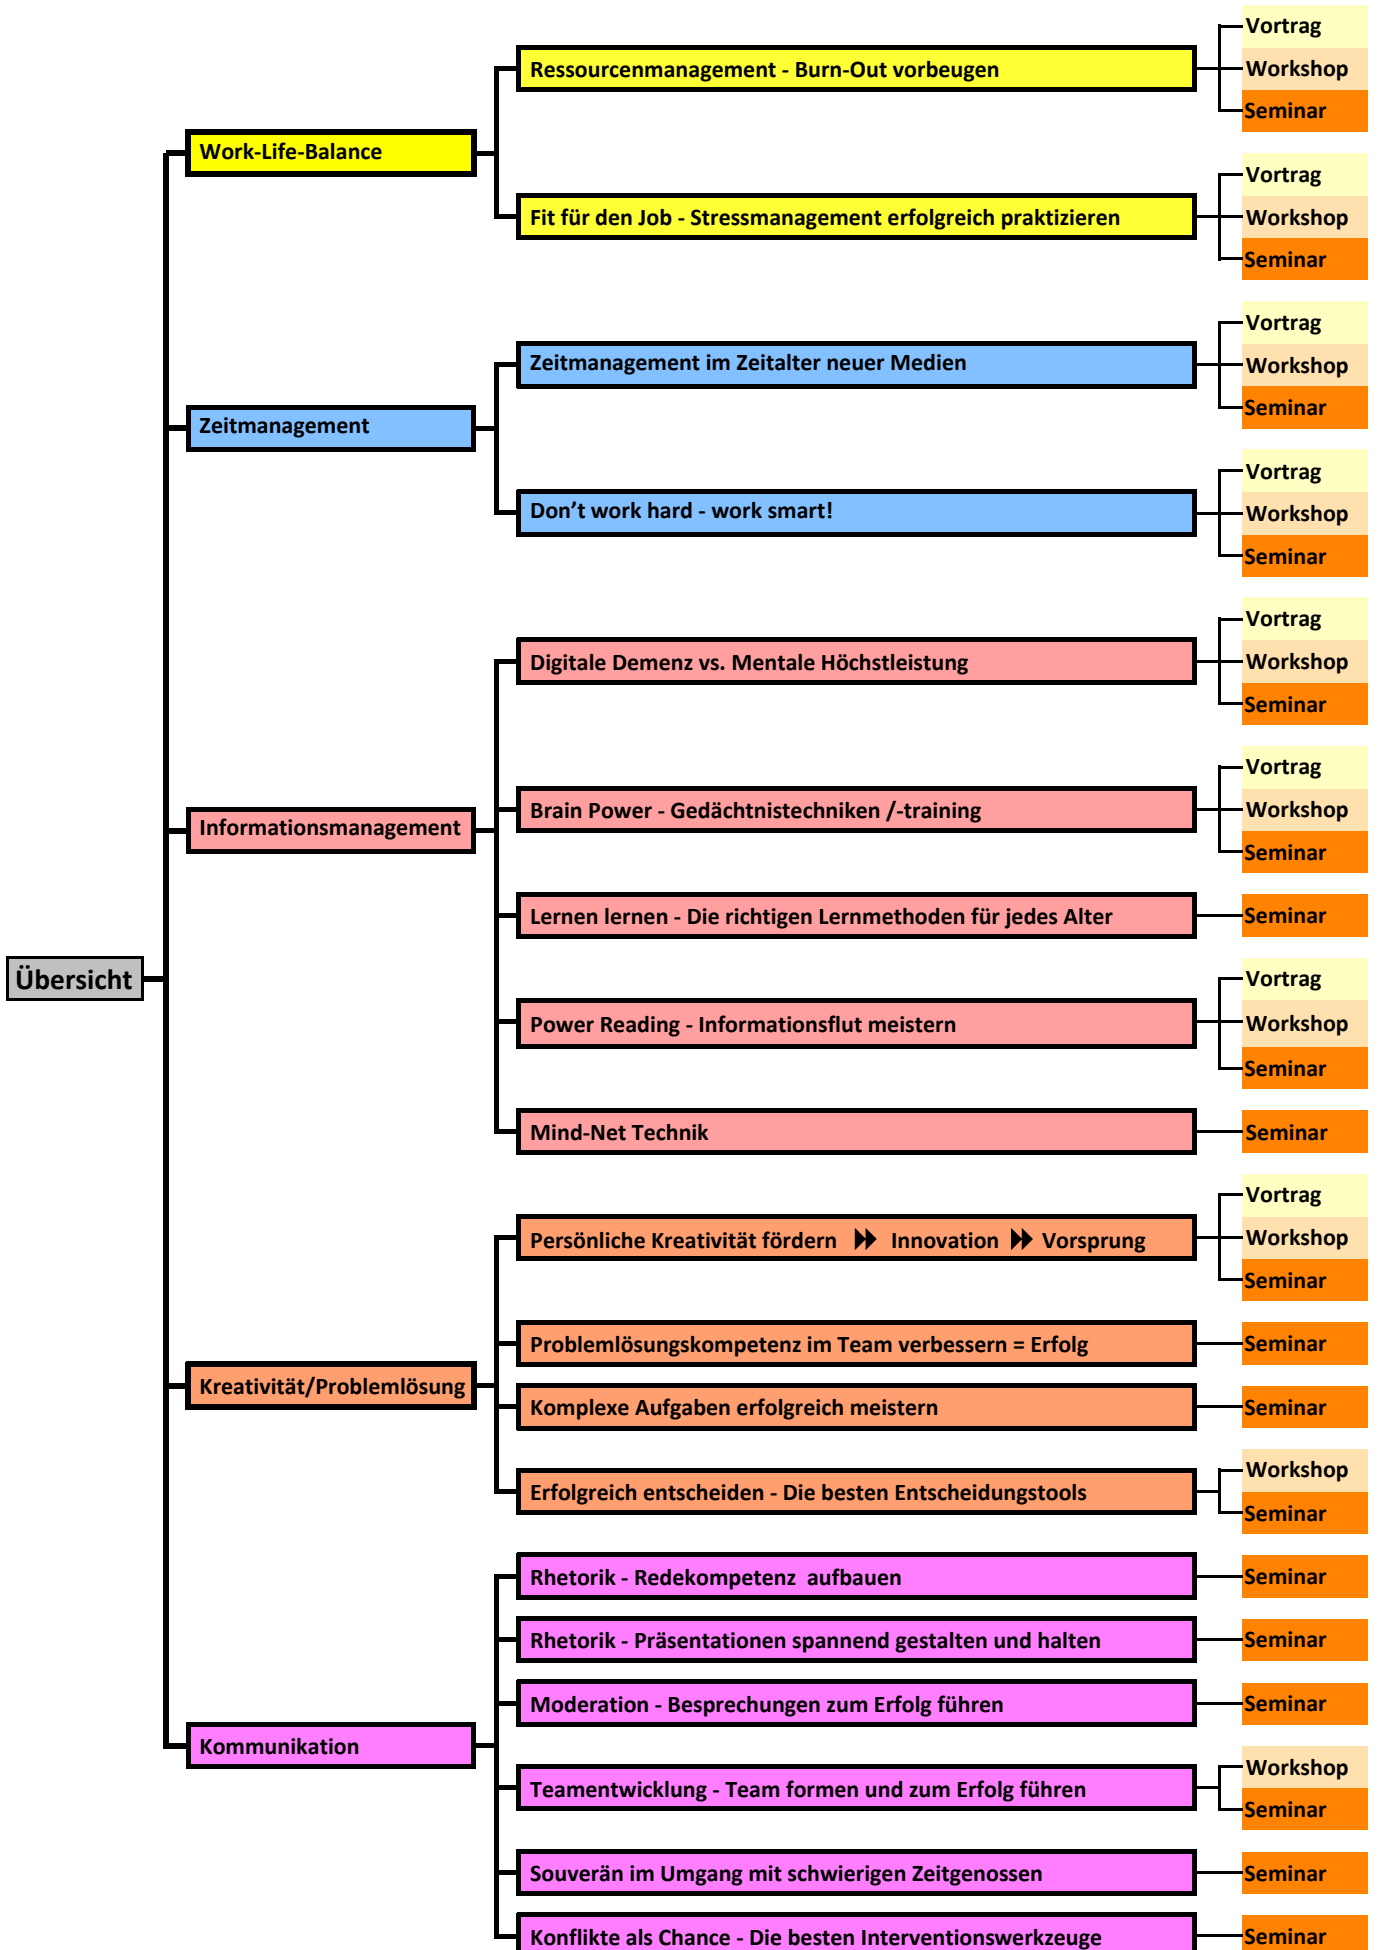 Übersicht
Work-Life-Balance
Ressourcenmanagement - Burn-Out vorbeugen
Vortrag
Workshop
Seminar
Fit für den Job - Stressmanagement erfolgreich praktizieren
Vortrag
Workshop
Seminar
Zeitmanagement
Zeitmanagement im Zeitalter neuer Medien
Vortrag
Workshop
Seminar
Don’t work hard - work smart!
Vortrag
Workshop
Seminar
Informationsmanagement
Digitale Demenz vs. Mentale Höchstleistung
Vortrag
Workshop
Seminar
Brain Power - Gedächtnistechniken /-training
Vortrag
Workshop
Seminar
Lernen lernen - Die richtigen Lernmethoden für jedes Alter
Seminar
Power Reading - Informationsflut meistern
Vortrag
Workshop
Seminar
Mind-Net Technik
Seminar
Kreativität/Problemlösung
Persönliche Kreativität fördern Innovation Vorsprung
Vortrag
Workshop
Seminar
Problemlösungskompetenz im Team verbessern = Erfolg
Seminar
Komplexe Aufgaben erfolgreich meistern
Seminar
Erfolgreich entscheiden - Die besten Entscheidungstools
Workshop
Seminar
Kommunikation
Rhetorik - Redekompetenz aufbauen
Seminar
Rhetorik - Präsentationen spannend gestalten und halten
Seminar
Moderation - Besprechungen zum Erfolg führen
Seminar
Teamentwicklung - Team formen und zum Erfolg führen
Workshop
Seminar
Souverän im Umgang mit schwierigen Zeitgenossen
Seminar
Konflikte als Chance - Die besten Interventionswerkzeuge
Seminar